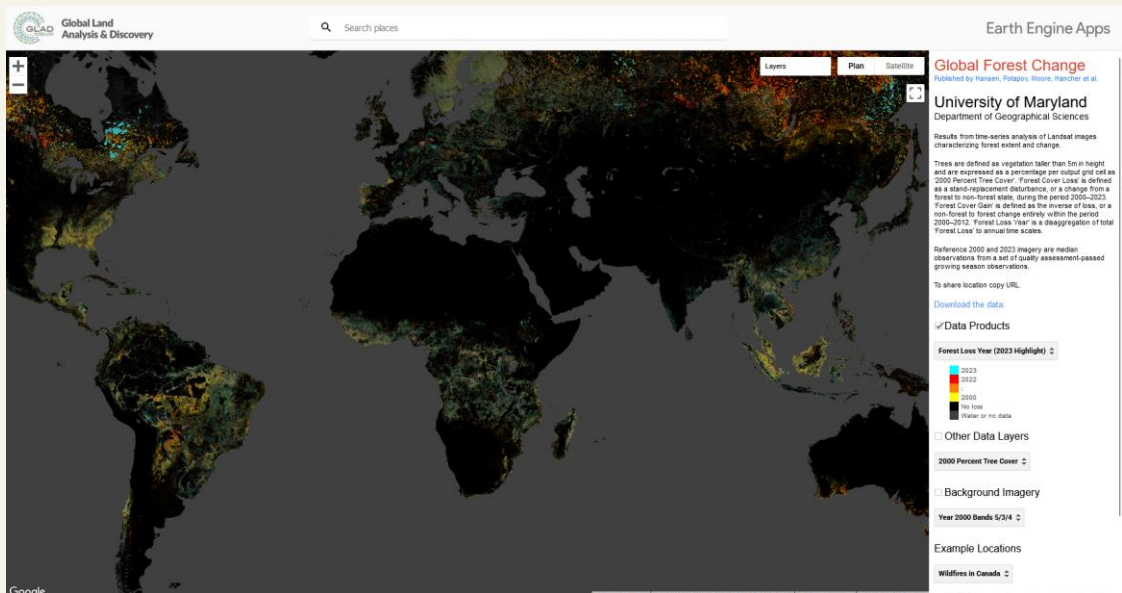 GLAD
Global Land
Analysis & Discovery
Search places
Earth Engine Apps
+
−
Layers
Plan
Satellite
Global Forest Change
Published by Hansen, Potapov, Moore, Hancher et al.
University of Maryland
Department of Geographical Sciences
Results from time-series analysis of Landsat images
characterizing forest extent and change.
Trees are defined as vegetation taller than 5m in height
and are expressed as a percentage per output grid cell as
'2000 Percent Tree Cover'. 'Forest Cover Loss' is defined
as a stand-replacement disturbance, or a change from a
forest to non-forest state, during the period 2000–2023.
'Forest Cover Gain' is defined as the inverse of loss, or a
non-forest to forest change entirely within the period
2000–2012. 'Forest Loss Year' is a disaggregation of total
'Forest Loss' to annual time scales.
Reference 2000 and 2023 imagery are median
observations from a set of quality assessment-passed
growing season observations.
To share location copy URL.
Download the data.
Data Products
Forest Loss Year (2023 Highlight)
2023
2022
:
2000
No loss
Water or no data
Other Data Layers
2000 Percent Tree Cover
Background Imagery
Year 2000 Bands 5/3/4
Example Locations
Wildfires in Canada
Google